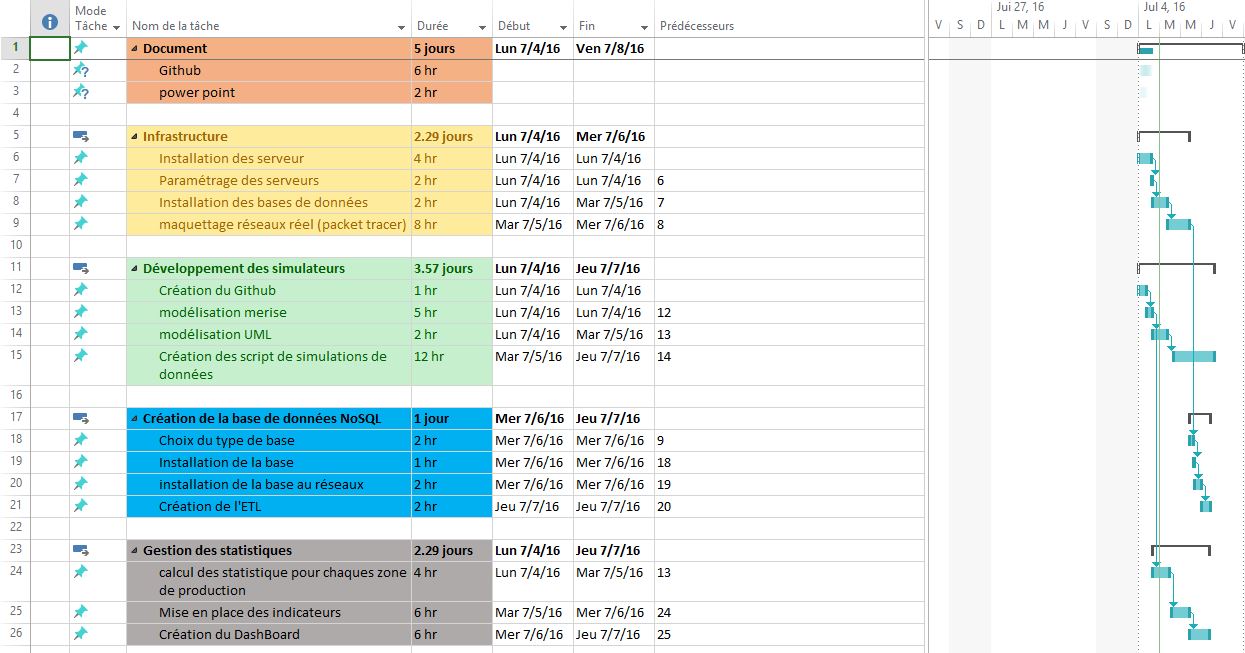 Jui 27, 16 Jul 4, 16
Mode Tâche Nom de la tâche Durée Début Fin Prédécesseurs V S D L M M J V S D L M M J V
1 Document 5 jours Lun 7/4/16 Ven 7/8/16
2 Github 6 hr
3 power point 2 hr
4
5 Infrastructure 2.29 jours Lun 7/4/16 Mer 7/6/16
6 Installation des serveur 4 hr Lun 7/4/16 Lun 7/4/16
7 Paramétrage des serveurs 2 hr Lun 7/4/16 Lun 7/4/16 6
8 Installation des bases de données 2 hr Lun 7/4/16 Mar 7/5/16 7
9 maquettage réseaux réel (packet tracer) 8 hr Mar 7/5/16 Mer 7/6/16 8
10
11 Développement des simulateurs 3.57 jours Lun 7/4/16 Jeu 7/7/16
12 Création du Github 1 hr Lun 7/4/16 Lun 7/4/16
13 modélisation merise 5 hr Lun 7/4/16 Lun 7/4/16 12
14 modélisation UML 2 hr Lun 7/4/16 Mar 7/5/16 13
15 Création des script de simulations de 12 hr Mar 7/5/16 Jeu 7/7/16 14
données
16
17 Création de la base de données NoSQL 1 jour Mer 7/6/16 Jeu 7/7/16
18 Choix du type de base 2 hr Mer 7/6/16 Mer 7/6/16 9
19 Installation de la base 1 hr Mer 7/6/16 Mer 7/6/16 18
20 installation de la base au réseaux 2 hr Mer 7/6/16 Mer 7/6/16 19
21 Création de l'ETL 2 hr Jeu 7/7/16 Jeu 7/7/16 20
22
23 Gestion des statistiques 2.29 jours Lun 7/4/16 Jeu 7/7/16
24 calcul des statistique pour chaques zone 4 hr Lun 7/4/16 Mar 7/5/16 13
de production
25 Mise en place des indicateurs 6 hr Mar 7/5/16 Mer 7/6/16 24
26 Création du DashBoard 6 hr Mer 7/6/16 Jeu 7/7/16 25